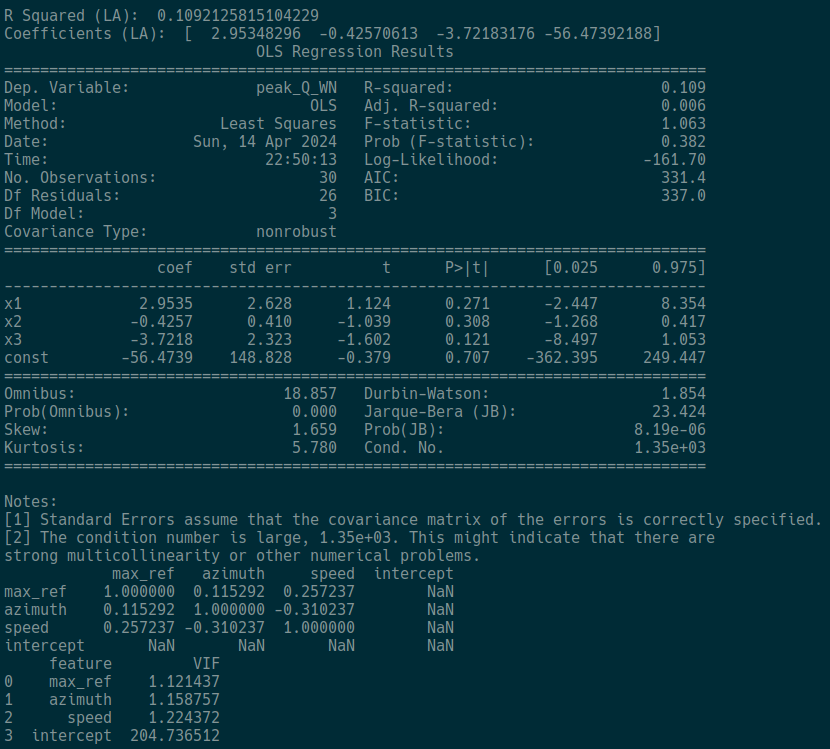 R Squared (LA):  0.1092125815104229
Coefficients (LA):  [  2.95348296  -0.42570613  -3.72183176 -56.47392188]
                            OLS Regression Results
==============================================================================
Dep. Variable:              peak_Q_WN   R-squared:                       0.109
Model:                            OLS   Adj. R-squared:                  0.006
Method:                 Least Squares   F-statistic:                     1.063
Date:                Sun, 14 Apr 2024   Prob (F-statistic):              0.382
Time:                        22:50:13   Log-Likelihood:                -161.70
No. Observations:                  30   AIC:                             331.4
Df Residuals:                      26   BIC:                             337.0
Df Model:                           3
Covariance Type:            nonrobust
==============================================================================
                 coef    std err          t      P>|t|      [0.025      0.975]
------------------------------------------------------------------------------
x1             2.9535      2.628      1.124      0.271      -2.447       8.354
x2            -0.4257      0.410     -1.039      0.308      -1.268       0.417
x3            -3.7218      2.323     -1.602      0.121      -8.497       1.053
const        -56.4739    148.828     -0.379      0.707    -362.395     249.447
==============================================================================
Omnibus:                       18.857   Durbin-Watson:                   1.854
Prob(Omnibus):                  0.000   Jarque-Bera (JB):               23.424
Skew:                           1.659   Prob(JB):                     8.19e-06
Kurtosis:                       5.780   Cond. No.                     1.35e+03
==============================================================================

Notes:
[1] Standard Errors assume that the covariance matrix of the errors is correctly specified.
[2] The condition number is large, 1.35e+03. This might indicate that there are
strong multicollinearity or other numerical problems.
            max_ref   azimuth     speed  intercept
max_ref    1.000000  0.115292  0.257237        NaN
azimuth    0.115292  1.000000 -0.310237        NaN
speed      0.257237 -0.310237  1.000000        NaN
intercept       NaN       NaN       NaN        NaN
     feature         VIF
0    max_ref    1.121437
1    azimuth    1.158757
2      speed    1.224372
3  intercept  204.736512